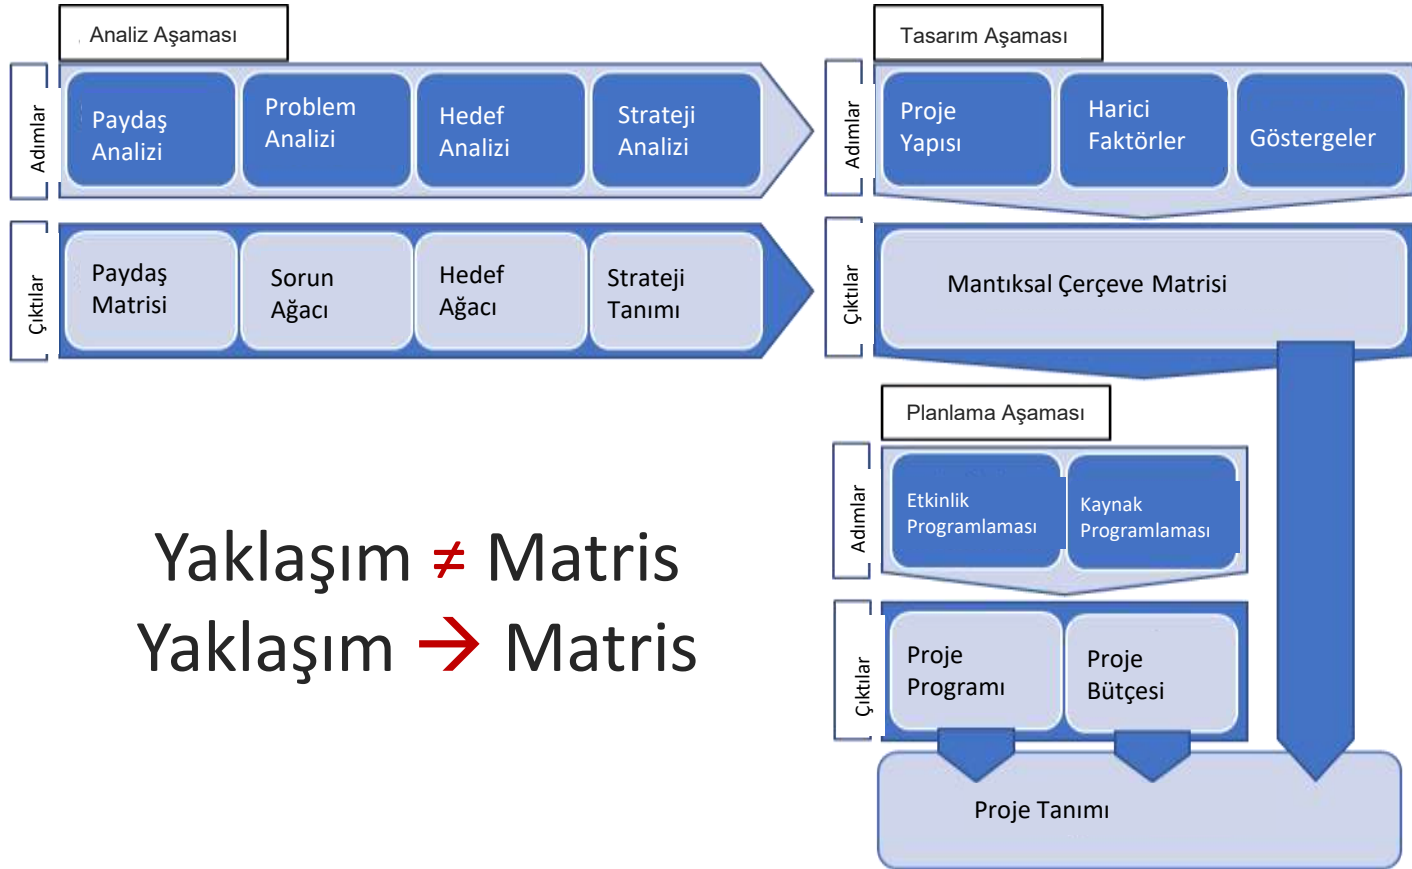 Analiz Aşaması
Adımlar
Paydaş
Analizi
Problem
Analizi
Hedef
Analizi
Strateji
Analizi
Çıktılar
Paydaş
Matrisi
Sorun
Ağacı
Hedef
Ağacı
Strateji
Tanımı
Tasarım Aşaması
Adımlar
Proje
Yapısı
Harici
Faktörler
Göstergeler
Çıktılar
Mantıksal Çerçeve Matrisi
Planlama Aşaması
Adımlar
Etkinlik
Programlaması
Kaynak
Programlaması
Çıktılar
Proje
Programı
Proje
Bütçesi
Proje Tanımı
Yaklaşım ≠ Matris
Yaklaşım → Matris